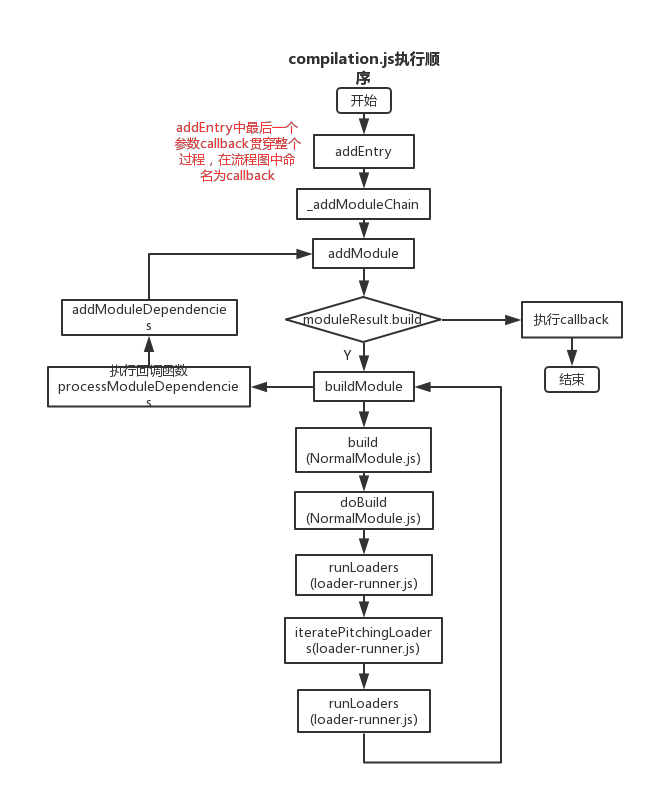 compilation.js执行顺
序
开始
addEntry中最后一个
参数callback贯穿整个
过程，在流程图中命
名为callback
addEntry
_addModuleChain
addModule
addModuleDependencie
s
moduleResult.build
执行callback
Y
执行回调函数
processModuleDependencie
s
buildModule
结束
build
(NormalModule.js)
doBuild
(NormalModule.js)
runLoaders
(loader-runner.js)
iteratePitchingLoader
s(loader-runner.js)
runLoaders
(loader-runner.js)